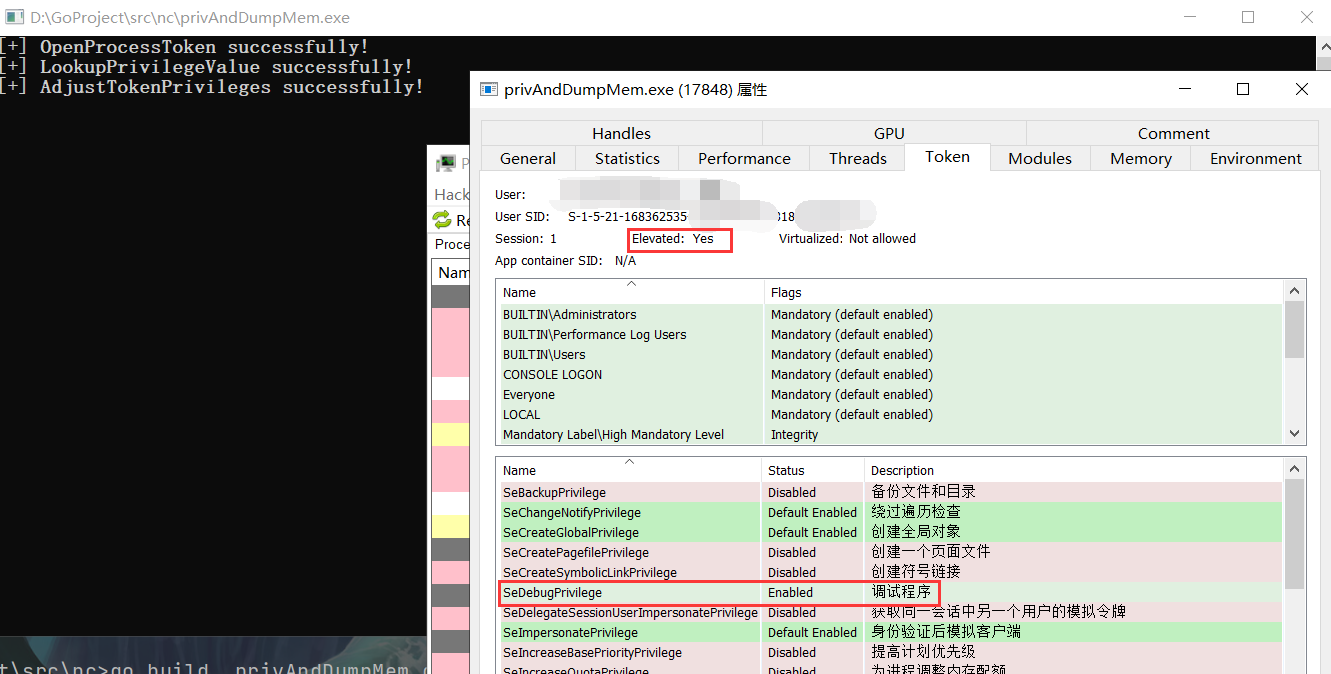 D:\GoProject\src\nc\privAndDumpMem.exe
[+] OpenProcessToken successfully!
[+] LookupPrivilegeValue successfully!
[+] AdjustTokenPrivileges successfully!
privAndDumpMem.exe (17848) 属性
Handles GPU Comment
General Statistics Performance Threads Token Modules Memory Environment
P
Hack
Re
Proce
Nam
User:
User SID: S-1-5-21-168362535 318
Session: 1 Elevated: Yes Virtualized: Not allowed
App container SID: N/A
Name Flags
BUILTIN\Administrators Mandatory (default enabled)
BUILTIN\Performance Log Users Mandatory (default enabled)
BUILTIN\Users Mandatory (default enabled)
CONSOLE LOGON Mandatory (default enabled)
Everyone Mandatory (default enabled)
LOCAL Mandatory (default enabled)
Mandatory Label\High Mandatory Level Integrity
Name Status Description
SeBackupPrivilege Disabled 备份文件和目录
SeChangeNotifyPrivilege Default Enabled 绕过遍历检查
SeCreateGlobalPrivilege Default Enabled 创建全局对象
SeCreatePagefilePrivilege Disabled 创建一个页面文件
SeCreateSymbolicLinkPrivilege Disabled 创建符号链接
SeDebugPrivilege Enabled 调试程序
SeDelegateSessionUserImpersonatePrivilege Disabled 获取同一会话中另一个用户的模拟令牌
SeImpersonatePrivilege Default Enabled 身份验证后模拟客户端
SeIncreaseBasePriorityPrivilege Disabled 提高计划优先级
SeIncreaseQuotaPrivilege Disabled 为进程调整内存配额
t\src\nc>go build privAndDumpMem